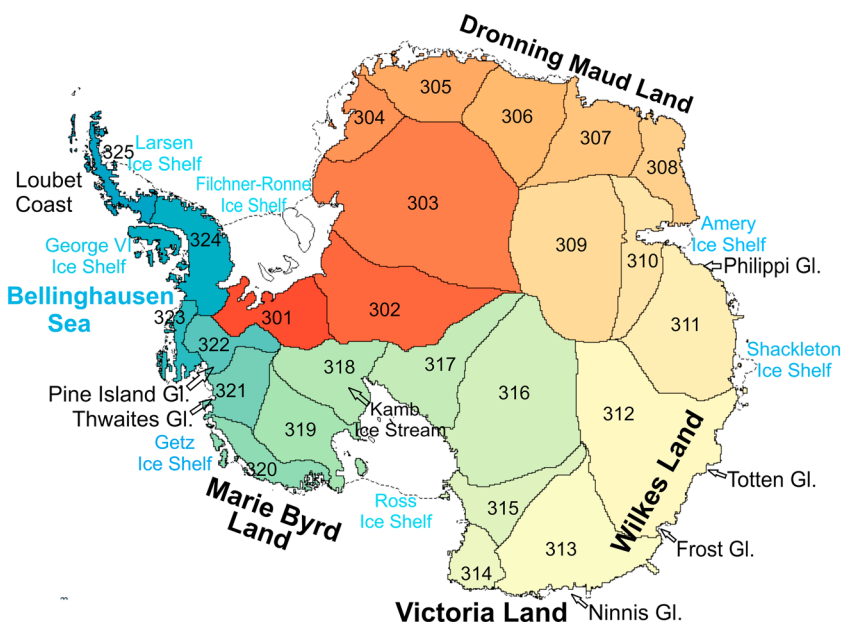 Dronning Maud Land
305
304
306
307
325
Larsen
Ice Shelf
308
Loubet
Coast
Filchner-Ronne
Ice Shelf
303
324
George VI
Ice Shelf
309
310
Amery
Ice Shelf
Philippi Gl.
Bellinghausen
Sea
323
301
302
311
322
Shackleton
Ice Shelf
318
317
316
Pine Island Gl.
321
Thwaites Gl.
Kamb
Ice Stream
312
Getz
Ice Shelf
319
320
Totten Gl.
Marie Byrd
Land
Ross
Ice Shelf
315
Wilkes Land
313
Frost Gl.
314
Victoria Land
Ninnis Gl.